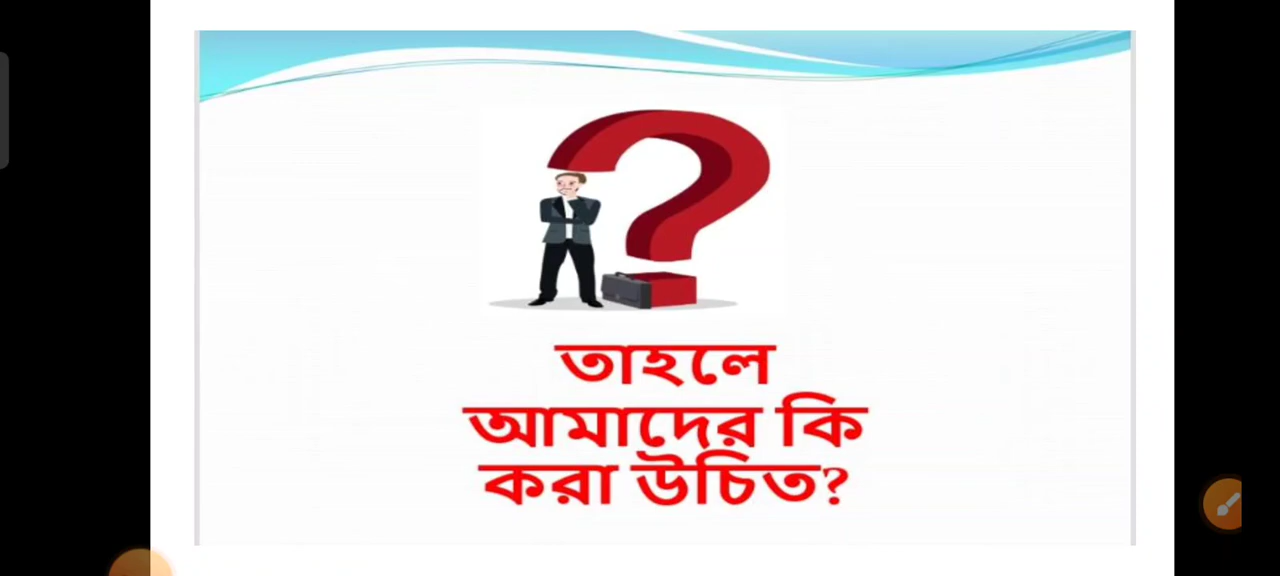 তাহলে
আমাদের কি
করা উচিত?